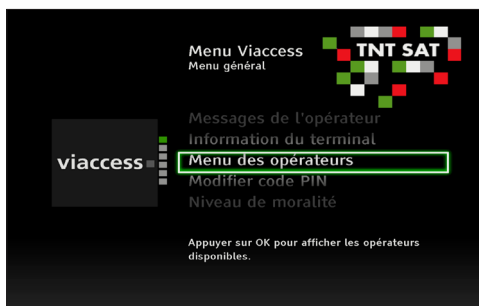 Menu Viaccess
Menu général
TNT SAT
Messages de l'opérateur
Information du terminal
Menu des opérateurs
Modifier code PIN
Niveau de moralité
viaccess
Appuyer sur OK pour afficher les opérateurs
disponibles.